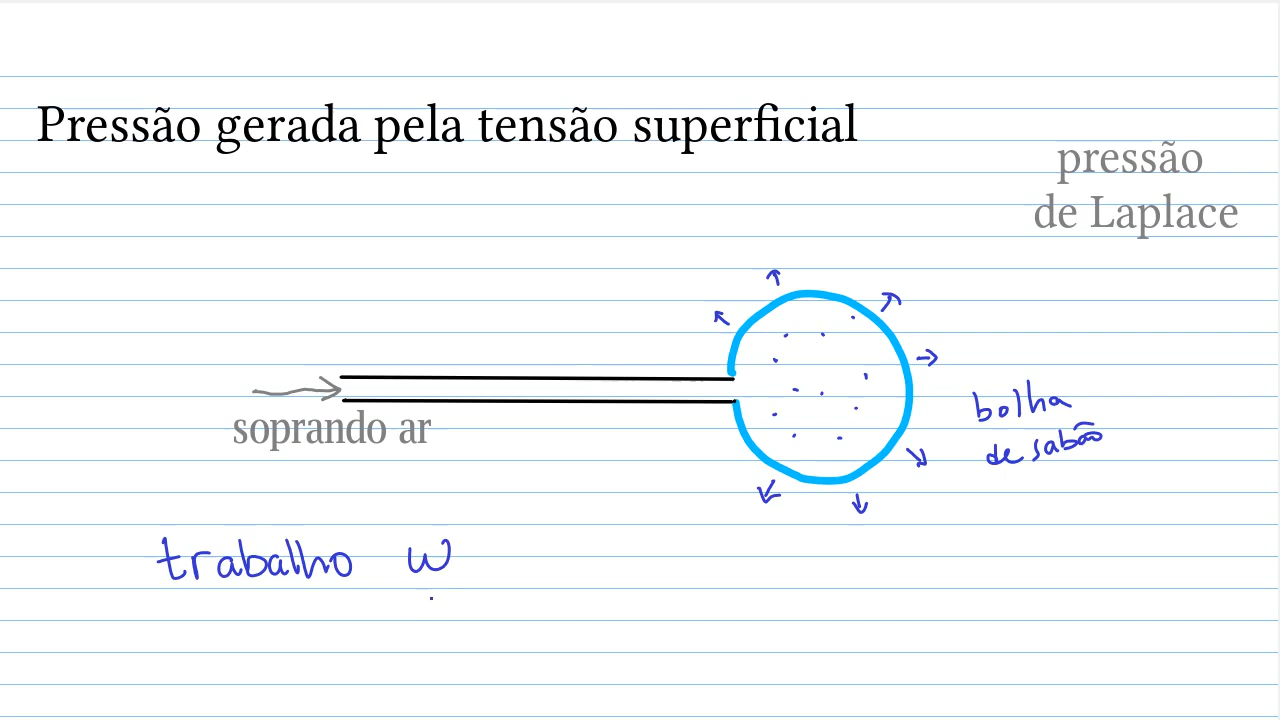 Pressão gerada pela tensão superficial
pressão
de Laplace
soprando ar
bolha
de sabão
trabalho w